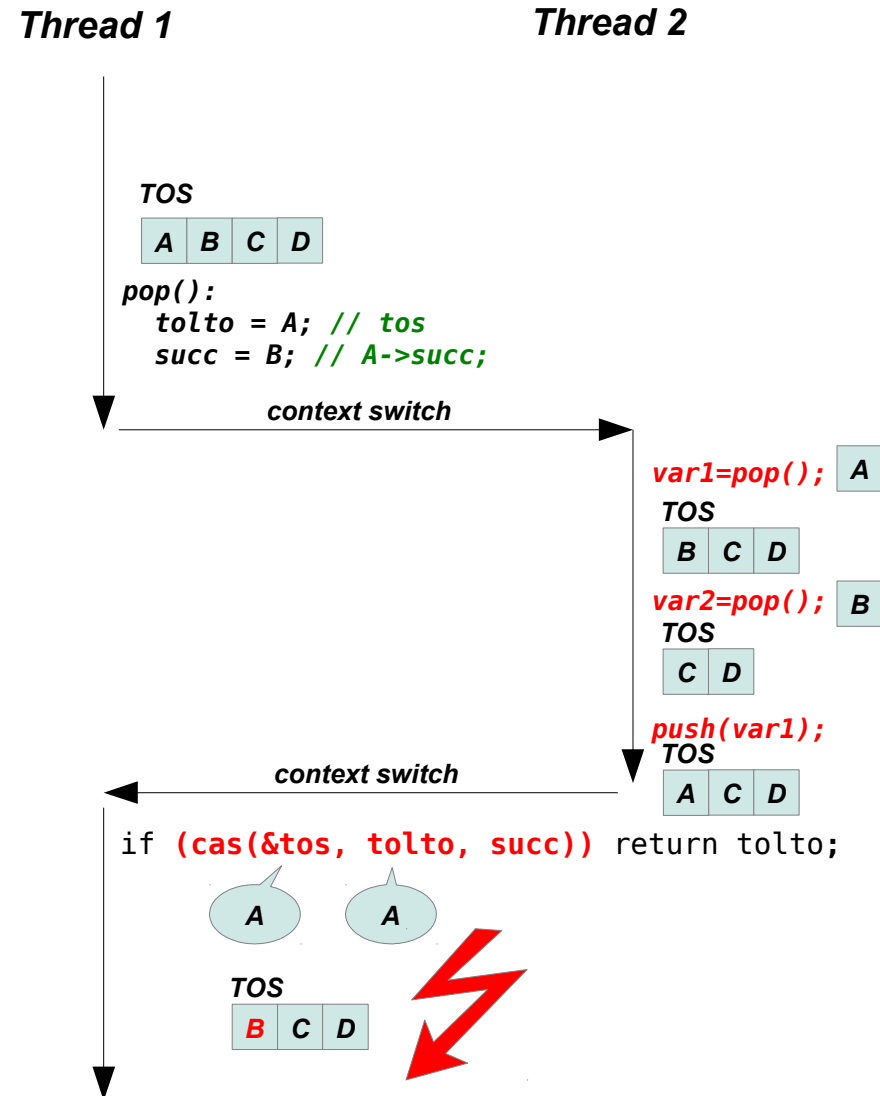 Thread 1
Thread 2
TOS
A B C D
pop():
tolto = A; // tos
succ = B; // A->succ;
context switch
var1=pop(); A
TOS
B C D
var2=pop(); B
TOS
C D
push(var1);
TOS
A C D
context switch
if (cas(&tos, tolto, succ)) return tolto;
A A
TOS
B C D